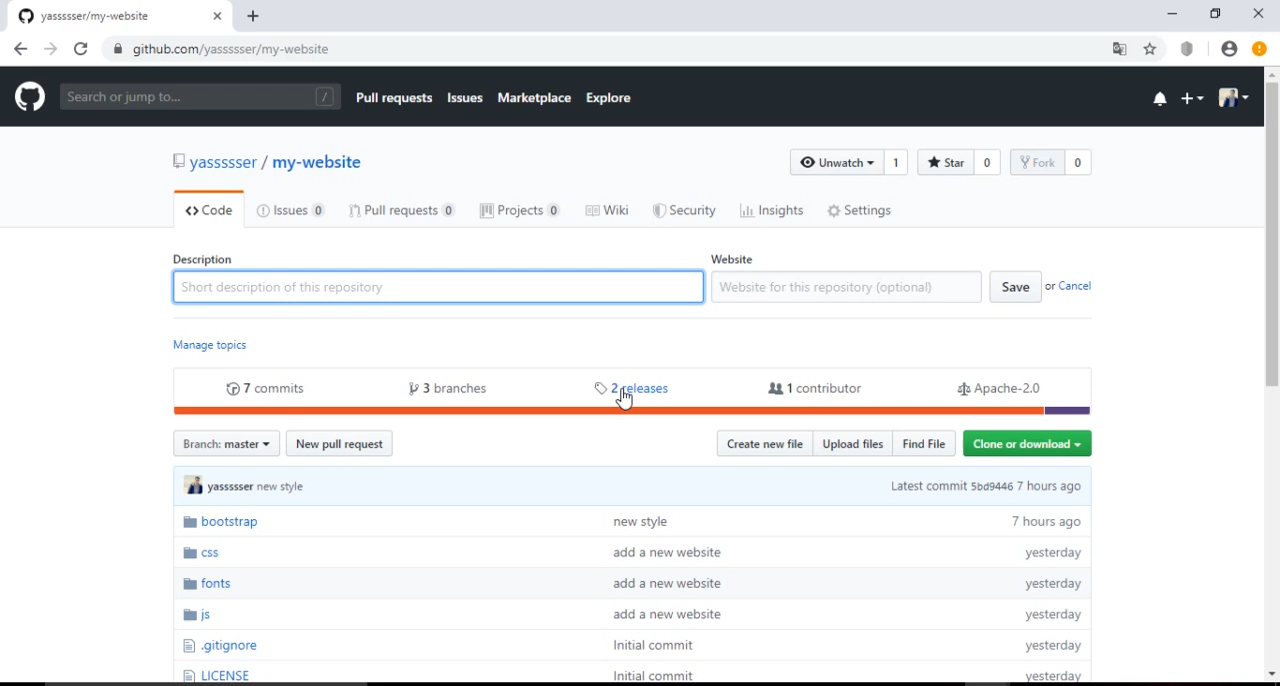 yassssser/my-website
github.com/yassssser/my-website
Search or jump to... / Pull requests Issues Marketplace Explore
yassssser / my-website Unwatch 1 Star 0 Fork 0
Code Issues 0 Pull requests 0 Projects 0 Wiki Security Insights Settings
Description Website
Short description of this repository Website for this repository (optional) Save or Cancel
Manage topics
7 commits 3 branches 2 releases 1 contributor Apache-2.0
Branch: master New pull request Create new file Upload files Find File Clone or download
yassssser new style Latest commit 5bd9446 7 hours ago
bootstrap new style 7 hours ago
css add a new website yesterday
fonts add a new website yesterday
js add a new website yesterday
.gitignore Initial commit yesterday
LICENSE Initial commit yesterday